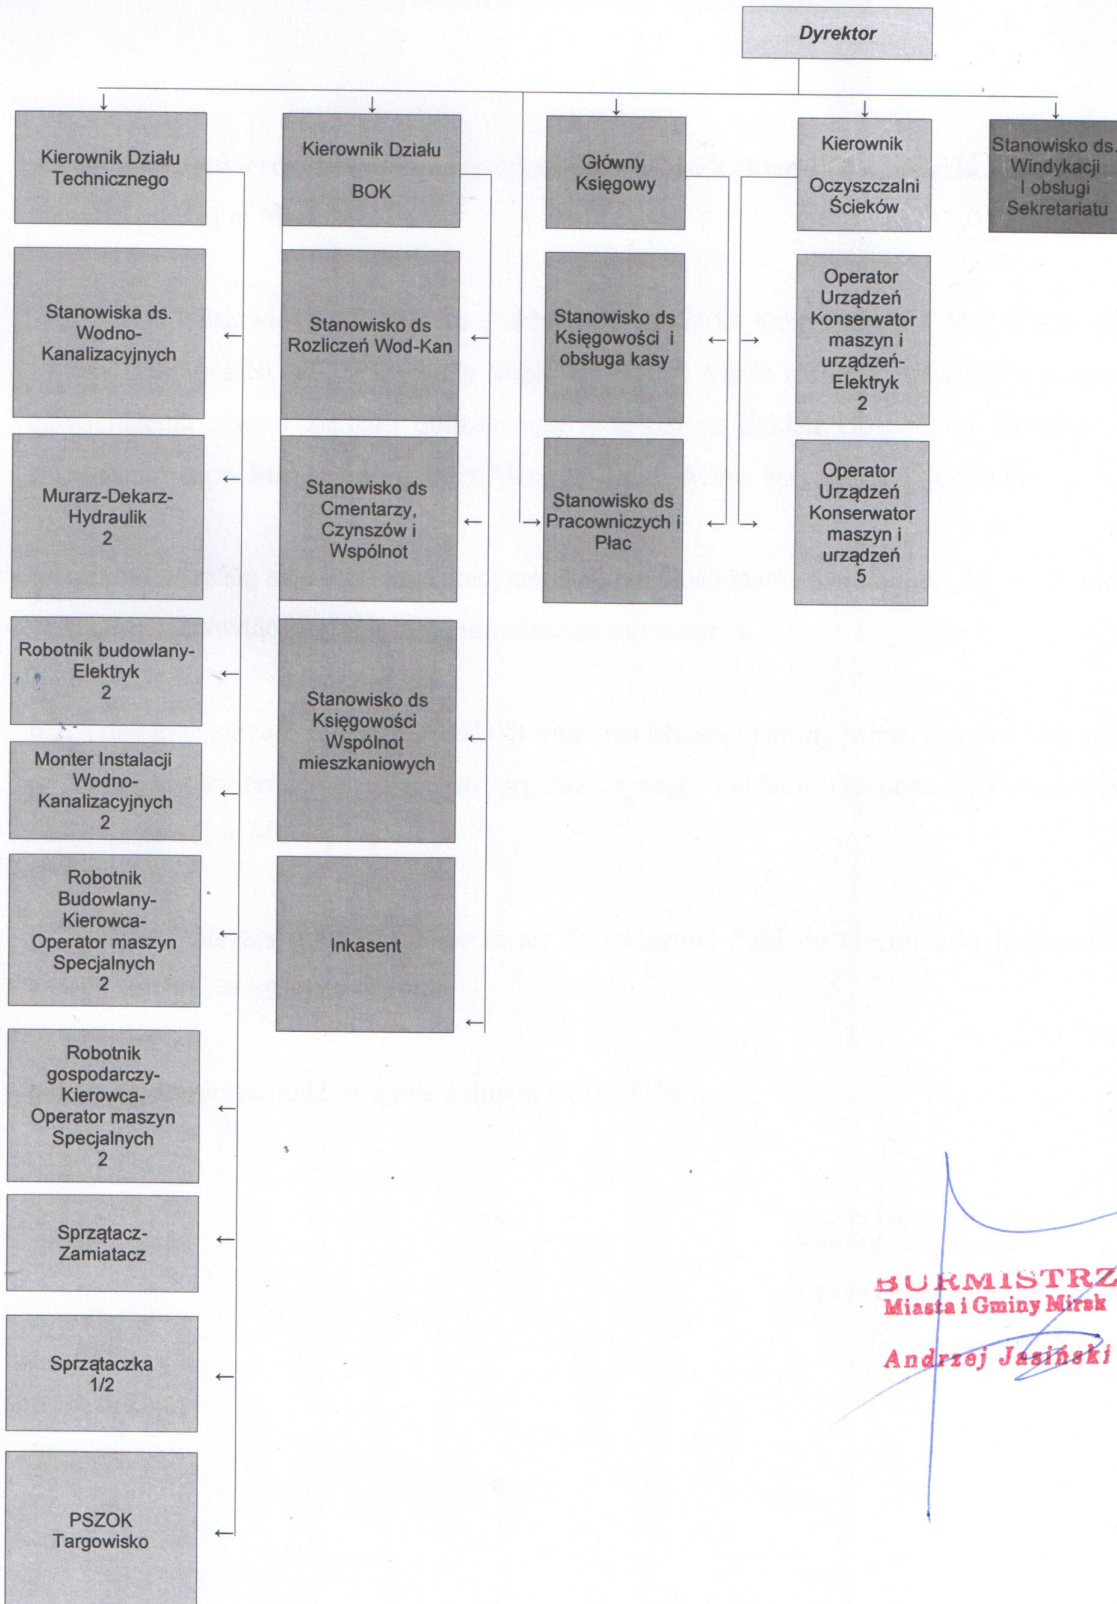 Dyrektor
Kierownik Działu
Technicznego
Kierownik Działu
BOK
Główny
Księgowy
Kierownik
Oczyszczalni
Ścieków
Stanowisko ds.
Windykacji
I obsługi
Sekretariatu
Stanowiska ds.
Wodno-
Kanalizacyjnych
Stanowisko ds
Rozliczeń Wod-Kan
Stanowisko ds
Księgowości i
obsługa kasy
Operator
Urządzeń
Konserwator
maszyn i
urządzeń-
Elektryk
2
Murarz-Dekarz-
Hydraulik
2
Stanowisko ds
Cmentarzy,
Czynszów i
Wspólnot
Stanowisko ds
Pracowniczych i
Płac
Operator
Urządzeń
Konserwator
maszyn i
urządzeń
5
Robotnik budowlany-
Elektryk
2
Stanowisko ds
Księgowości
Wspólnot
mieszkaniowych
Monter Instalacji
Wodno-
Kanalizacyjnych
2
Robotnik
Budowlany-
Kierowca-
Operator maszyn
Specjalnych
2
Inkasent
Robotnik
gospodarczy-
Kierowca-
Operator maszyn
Specjalnych
2
Sprzątacz-
Zamiatacz
Sprzątaczka
1/2
PSZOK
Targowisko
BURMISTRZ
Miasta i Gminy Mirsk
Andrzej Jasiński